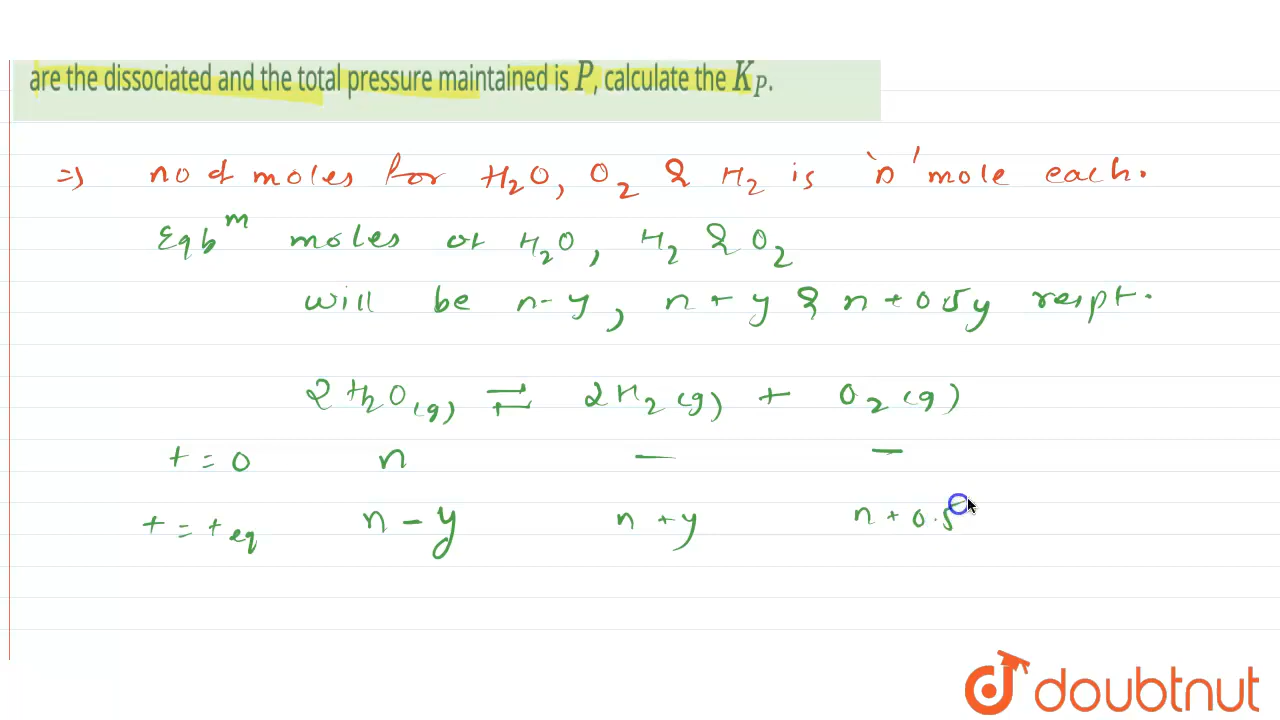 are the dissociated and the total pressure maintained is P, calculate the K_P.
⇒ no of moles for H₂O, O₂ & H₂ is 'n' mole each.
Eqb^m moles of H₂O, H₂ & O₂
will be n-y, n+y & n+0.5y respt.
2H₂O(g) ⇌ 2H₂(g) + O₂(g)
t=0 n — —
t=t_eq n-y n+y n+0.5
doubtnut